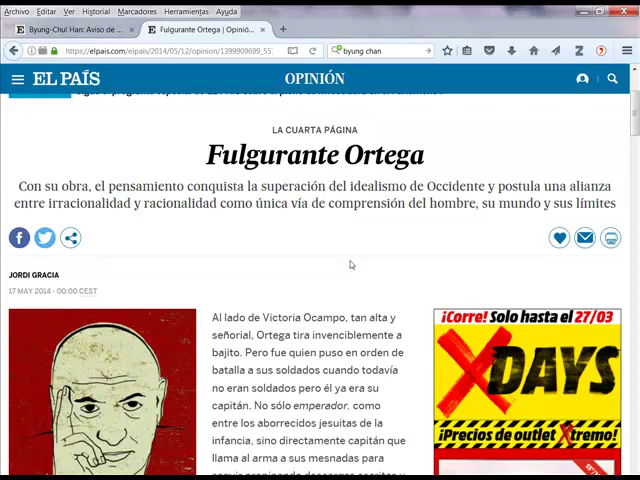 Archivo Editar Ver Historial Marcadores Herramientas Ayuda
Byung-Chul Han: Aviso de ... × Fulgurante Ortega | Opinió... × +
https://elpais.com/elpais/2014/05/12/opinion/1399909699_55 byung chan
EL PAÍS OPINIÓN
LA CUARTA PÁGINA
Fulgurante Ortega
Con su obra, el pensamiento conquista la superación del idealismo de Occidente y postula una alianza
entre irracionalidad y racionalidad como única vía de comprensión del hombre, su mundo y sus límites
JORDI GRACIA
17 MAY 2014 - 00:00 CEST
Al lado de Victoria Ocampo, tan alta y
señorial, Ortega tira invenciblemente a
bajito. Pero fue quien puso en orden de
batalla a sus soldados cuando todavía
no eran soldados pero él ya era su
capitán. No sólo emperador, como
entre los aborrecidos jesuitas de la
infancia, sino directamente capitán que
llama al arma a sus mesnadas para
¡Corre! Solo hasta el 27/03
XDAYS
¡Precios de outlet Xtremo!